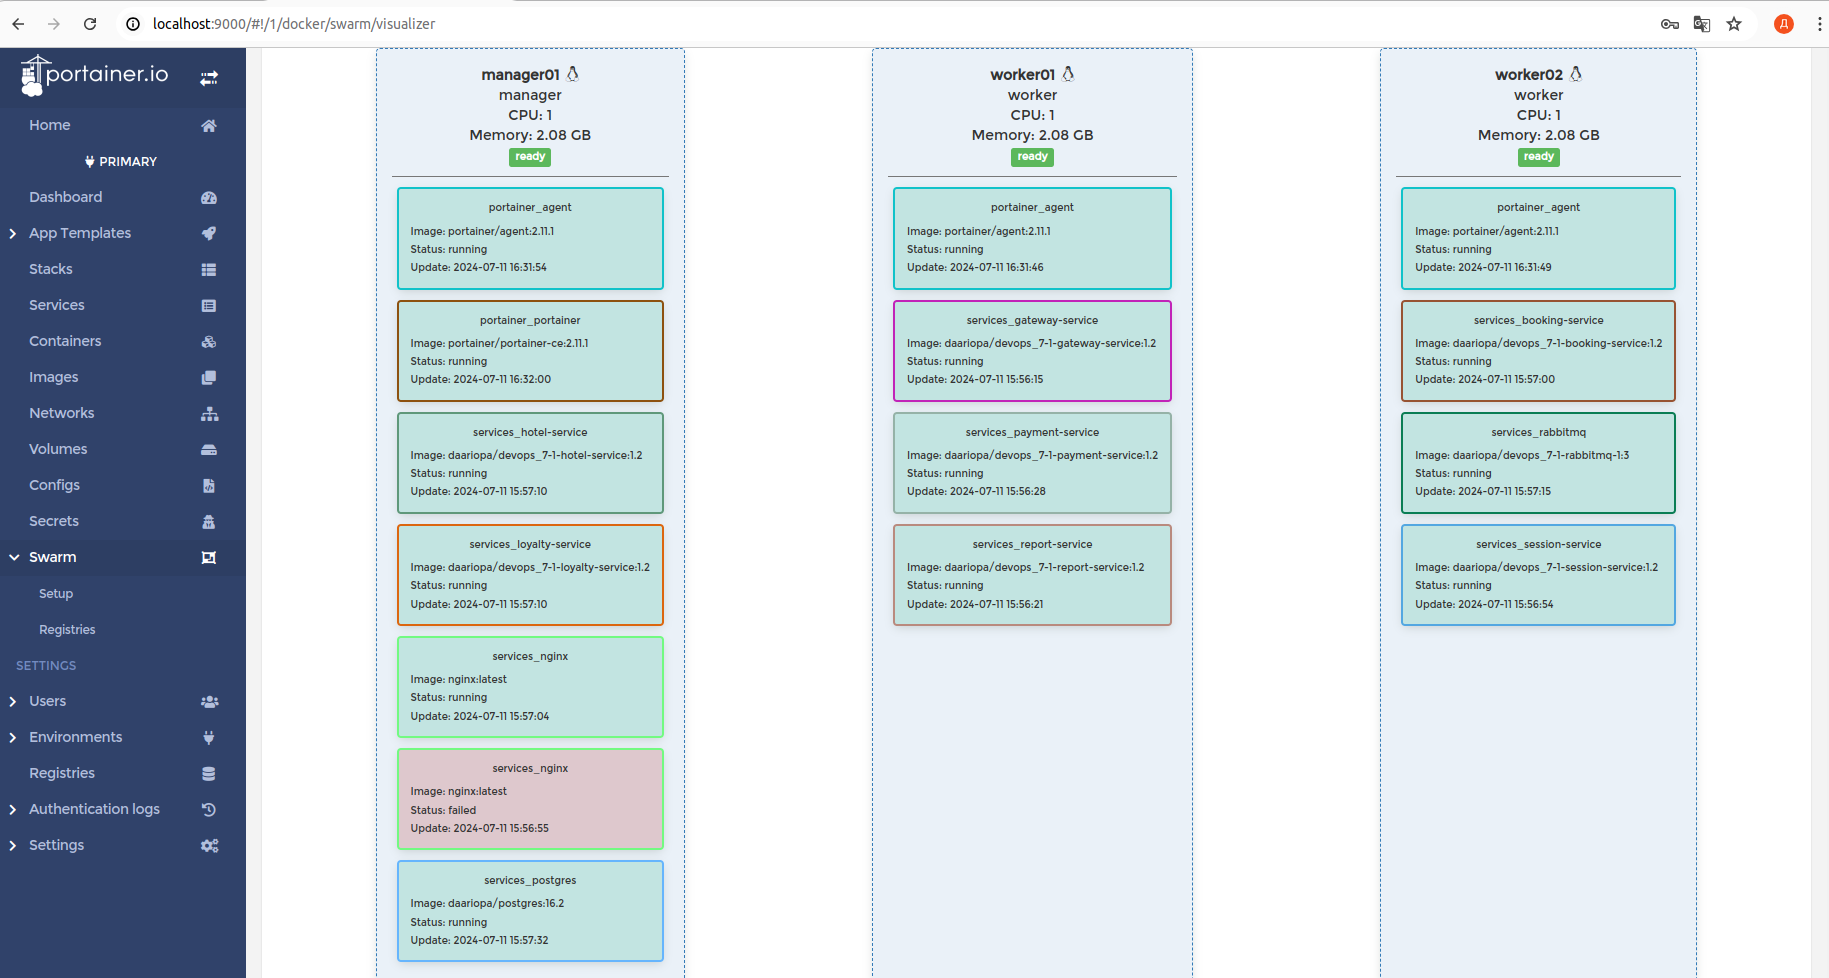 localhost:9000/#!/1/docker/swarm/visualizer
Д
portainer.io
Home
PRIMARY
Dashboard
App Templates
Stacks
Services
Containers
Images
Networks
Volumes
Configs
Secrets
Swarm
Setup
Registries
SETTINGS
Users
Environments
Registries
Authentication logs
Settings
manager01
manager
CPU: 1
Memory: 2.08 GB
ready
portainer_agent
Image: portainer/agent:2.11.1
Status: running
Update: 2024-07-11 16:31:54
portainer_portainer
Image: portainer/portainer-ce:2.11.1
Status: running
Update: 2024-07-11 16:32:00
services_hotel-service
Image: daariopa/devops_7-1-hotel-service:1.2
Status: running
Update: 2024-07-11 15:57:10
services_loyalty-service
Image: daariopa/devops_7-1-loyalty-service:1.2
Status: running
Update: 2024-07-11 15:57:10
services_nginx
Image: nginx:latest
Status: running
Update: 2024-07-11 15:57:04
services_nginx
Image: nginx:latest
Status: failed
Update: 2024-07-11 15:56:55
services_postgres
Image: daariopa/postgres:16.2
Status: running
Update: 2024-07-11 15:57:32
worker01
worker
CPU: 1
Memory: 2.08 GB
ready
portainer_agent
Image: portainer/agent:2.11.1
Status: running
Update: 2024-07-11 16:31:46
services_gateway-service
Image: daariopa/devops_7-1-gateway-service:1.2
Status: running
Update: 2024-07-11 15:56:15
services_payment-service
Image: daariopa/devops_7-1-payment-service:1.2
Status: running
Update: 2024-07-11 15:56:28
services_report-service
Image: daariopa/devops_7-1-report-service:1.2
Status: running
Update: 2024-07-11 15:56:21
worker02
worker
CPU: 1
Memory: 2.08 GB
ready
portainer_agent
Image: portainer/agent:2.11.1
Status: running
Update: 2024-07-11 16:31:49
services_booking-service
Image: daariopa/devops_7-1-booking-service:1.2
Status: running
Update: 2024-07-11 15:57:00
services_rabbitmq
Image: daariopa/devops_7-1-rabbitmq-1:3
Status: running
Update: 2024-07-11 15:57:15
services_session-service
Image: daariopa/devops_7-1-session-service:1.2
Status: running
Update: 2024-07-11 15:56:54